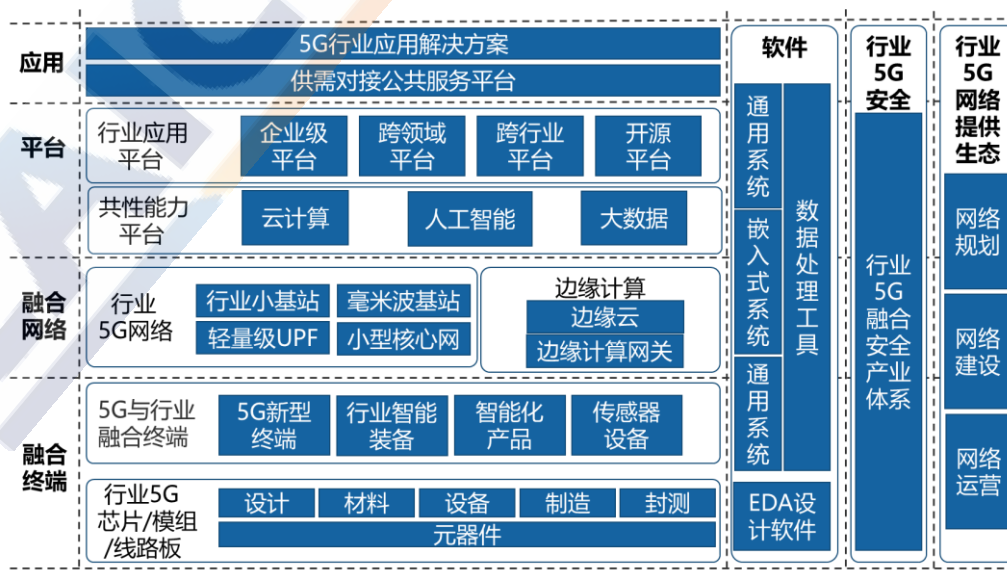 应用
5G行业应用解决方案
供需对接公共服务平台
平台
行业应用
平台
企业级
平台
跨领域
平台
跨行业
平台
开源
平台
共性能力
平台
云计算
人工智能
大数据
融合
网络
行业
5G网络
行业小基站
毫米波基站
轻量级UPF
小型核心网
边缘计算
边缘云
边缘计算网关
融合
终端
5G与行业
融合终端
5G新型
终端
行业智能
装备
智能化
产品
传感器
设备
行业5G
芯片/模组
/线路板
设计
材料
设备
制造
封测
元器件
软件
通用系统
嵌入式系统
通用系统
数据处理工具
EDA设
计软件
行业
5G
安全
行业
5G
融合
安全
产业
体系
行业
5G
网络
提供
生态
网络
规划
网络
建设
网络
运营